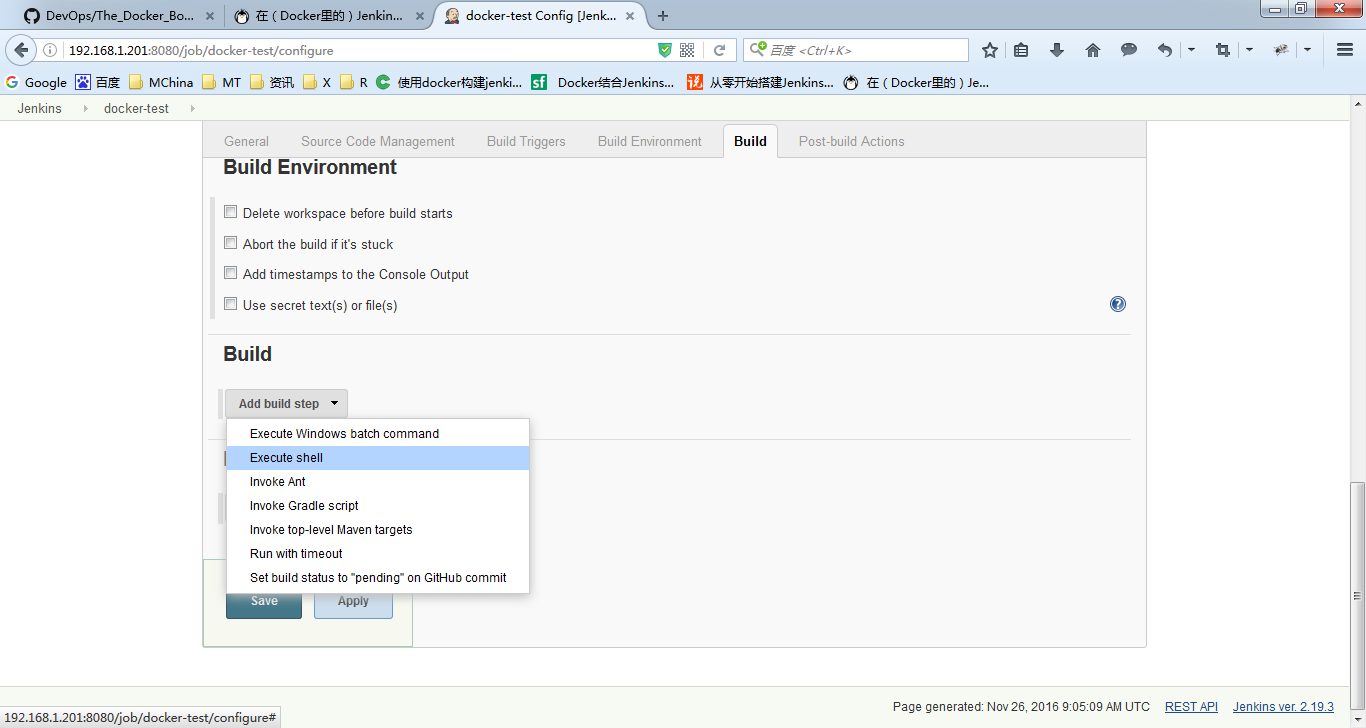 DevOps/The_Docker_Bo...
在（Docker里的）Jenkins...
docker-test Config [Jenk...
192.168.1.201:8080/job/docker-test/configure
百度 <Ctrl+K>
Google 百度 MChina MT 资讯 X R 使用docker构建jenki... Docker结合Jenkins... 从零开始搭建Jenkins... 在（Docker里的）Je...
Jenkins docker-test
General Source Code Management Build Triggers Build Environment Build Post-build Actions
Build Environment
Delete workspace before build starts
Abort the build if it's stuck
Add timestamps to the Console Output
Use secret text(s) or file(s)
Build
Add build step
Execute Windows batch command
Execute shell
Invoke Ant
Invoke Gradle script
Invoke top-level Maven targets
Run with timeout
Set build status to "pending" on GitHub commit
Save Apply
Page generated: Nov 26, 2016 9:05:09 AM UTC REST API Jenkins ver. 2.19.3
192.168.1.201:8080/job/docker-test/configure#